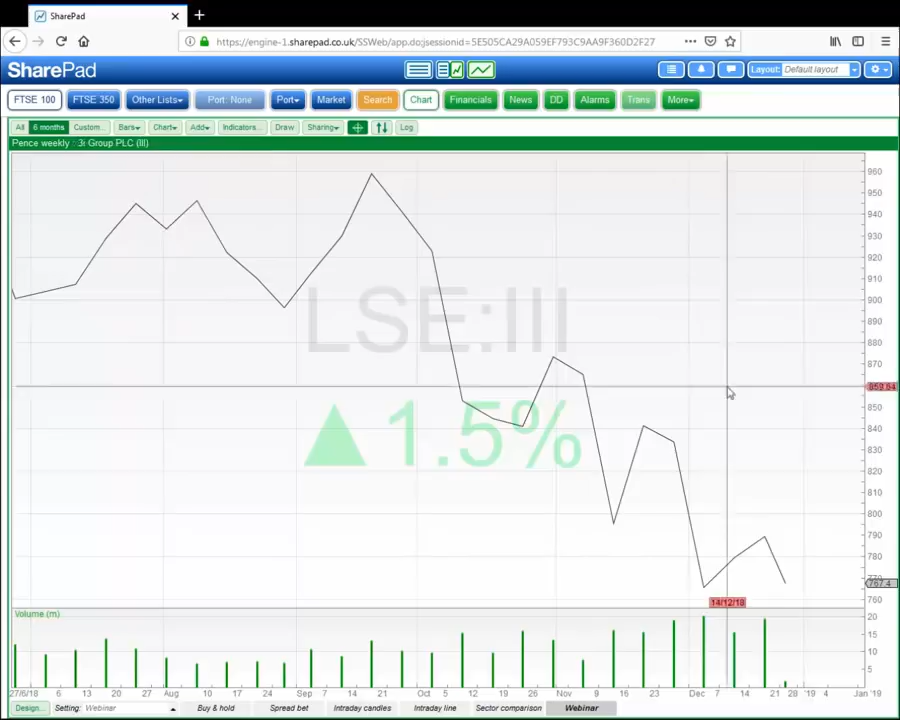 SharePad
https://engine-1.sharepad.co.uk/SSWeb/app.do;jsessionid=5E505CA29A059EF793C9AA9F360D2F27
SharePad
Layout: Default layout
FTSE 100 FTSE 350 Other Lists Port: None Port Market Search Chart Financials News DD Alarms Trans More
All 6 months Custom... Bars Chart Add Indicators... Draw Sharing Log
Pence weekly : 3i Group PLC (III)
LSE:III
▲1.5%
960
950
940
930
920
910
900
890
880
870
859.64
850
840
830
820
810
800
790
780
770
767.4
760
14/12/18
Volume (m)
20
15
10
5
27/6/18 6 13 20 27 Aug 10 17 24 Sep 7 14 21 Oct 5 12 19 26 Nov 9 16 23 Dec 7 14 21 28 '19 4 Jan '19
Design... Setting: Webinar Buy & hold Spread bet Intraday candles Intraday line Sector comparison Webinar